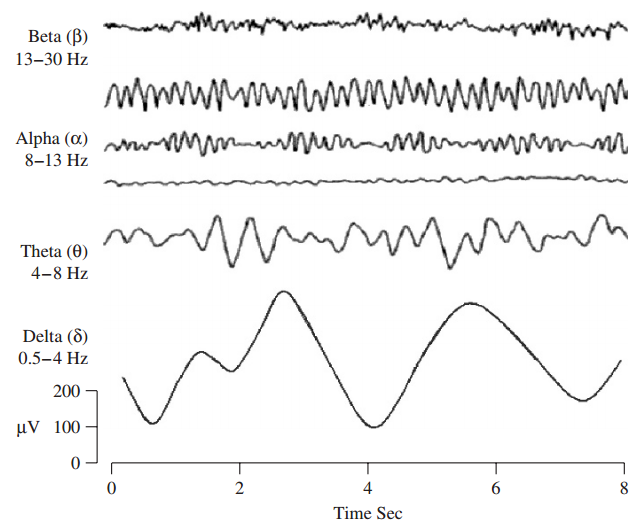 Beta (β)
13–30 Hz
Alpha (α)
8–13 Hz
Theta (θ)
4–8 Hz
Delta (δ)
0.5–4 Hz
200
μV 100
0
0 2 4 6 8
Time Sec